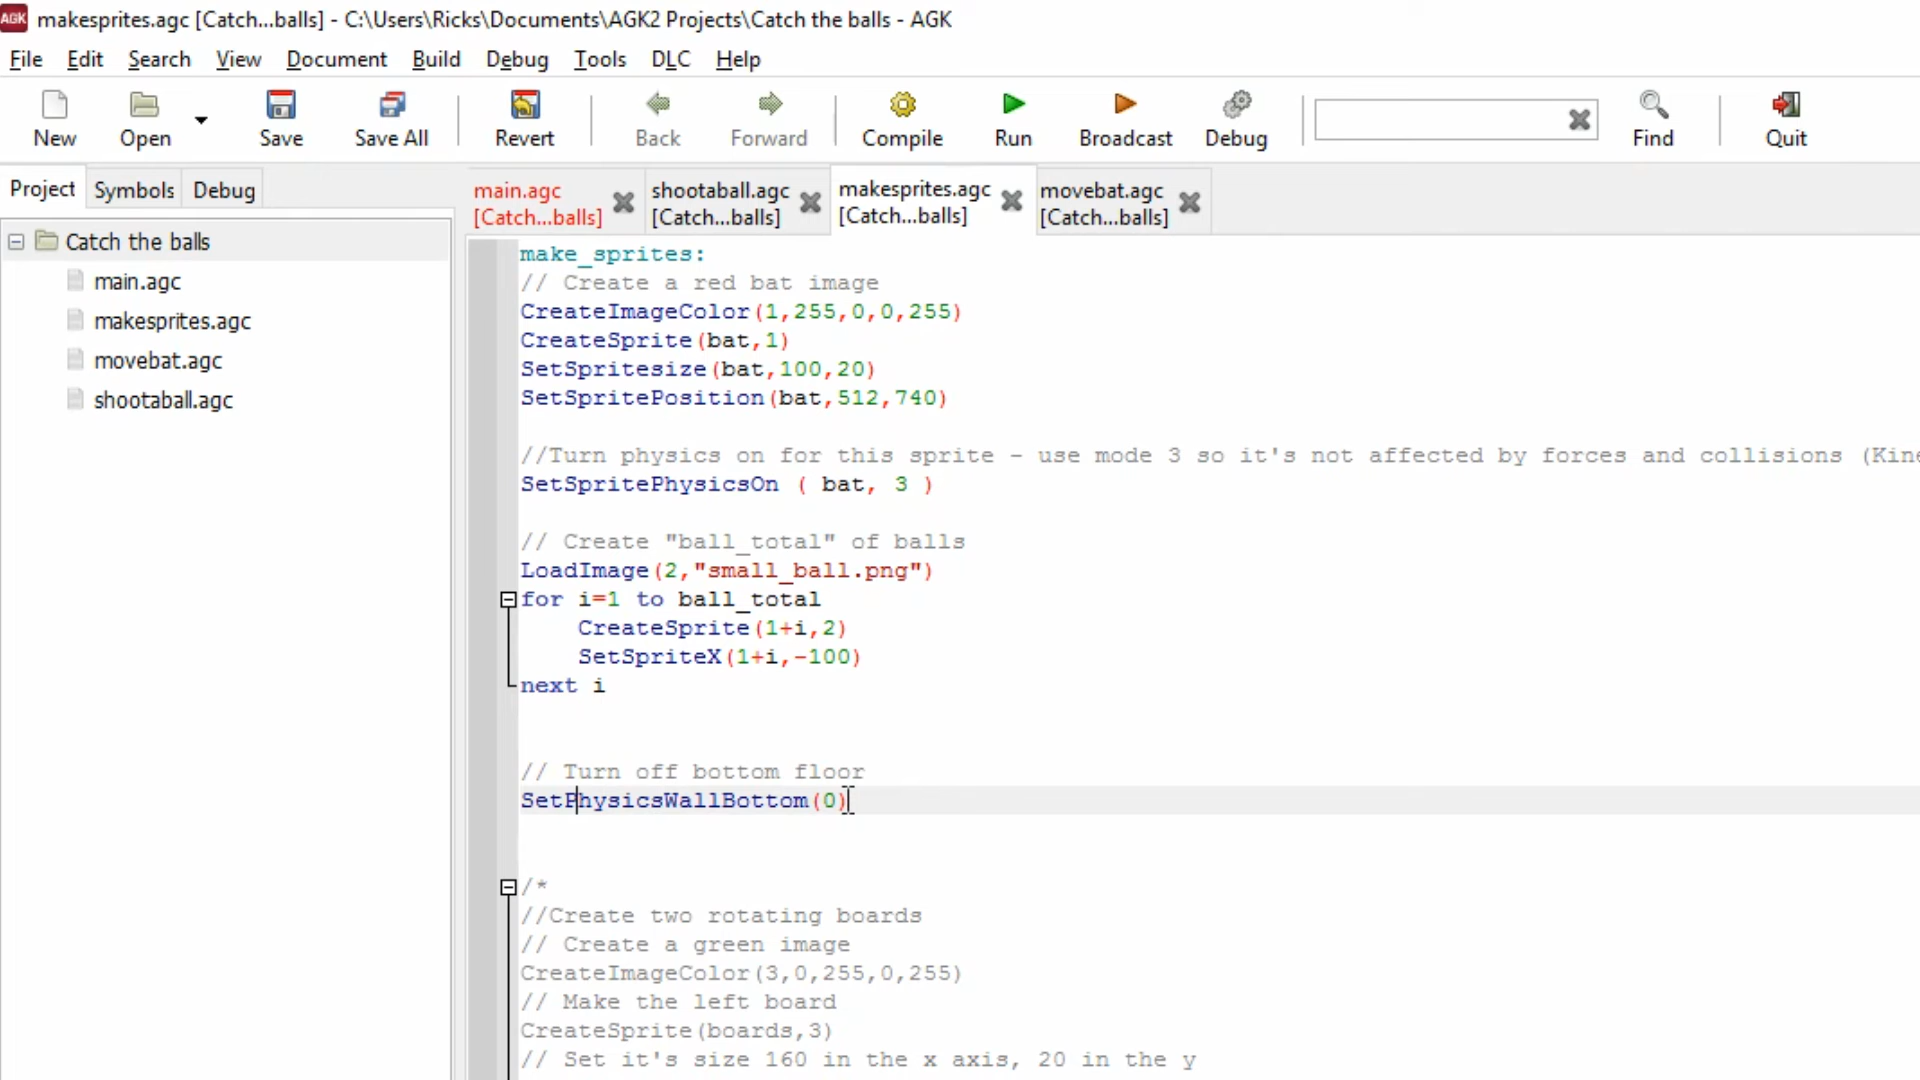 AGK makesprites.agc [Catch...balls] - C:\Users\Ricks\Documents\AGK2 Projects\Catch the balls - AGK
File Edit Search View Document Build Debug Tools DLC Help
New Open Save Save All Revert Back Forward Compile Run Broadcast Debug Find Quit
Project Symbols Debug
main.agc [Catch...balls]
shootaball.agc [Catch...balls]
makesprites.agc [Catch...balls]
movebat.agc [Catch...balls]
Catch the balls
main.agc
makesprites.agc
movebat.agc
shootaball.agc
make_sprites:
// Create a red bat image
CreateImageColor(1,255,0,0,255)
CreateSprite(bat,1)
SetSpritesize(bat,100,20)
SetSpritePosition(bat,512,740)
//Turn physics on for this sprite - use mode 3 so it's not affected by forces and collisions (Kine
SetSpritePhysicsOn ( bat, 3 )
// Create "ball_total" of balls
LoadImage(2,"small_ball.png")
for i=1 to ball_total
CreateSprite(1+i,2)
SetSpriteX(1+i,-100)
next i
// Turn off bottom floor
SetPhysicsWallBottom(0)
/*
//Create two rotating boards
// Create a green image
CreateImageColor(3,0,255,0,255)
// Make the left board
CreateSprite(boards,3)
// Set it's size 160 in the x axis, 20 in the y